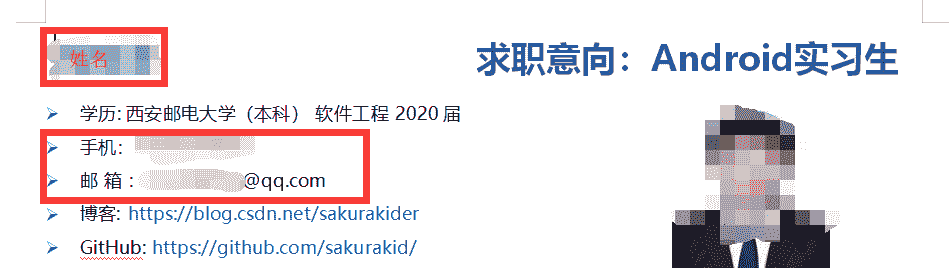 姓名
求职意向：Android实习生
学历: 西安邮电大学（本科） 软件工程 2020 届
手机：
邮 箱：@qq.com
博客: https://blog.csdn.net/sakurakider
GitHub: https://github.com/sakurakid/